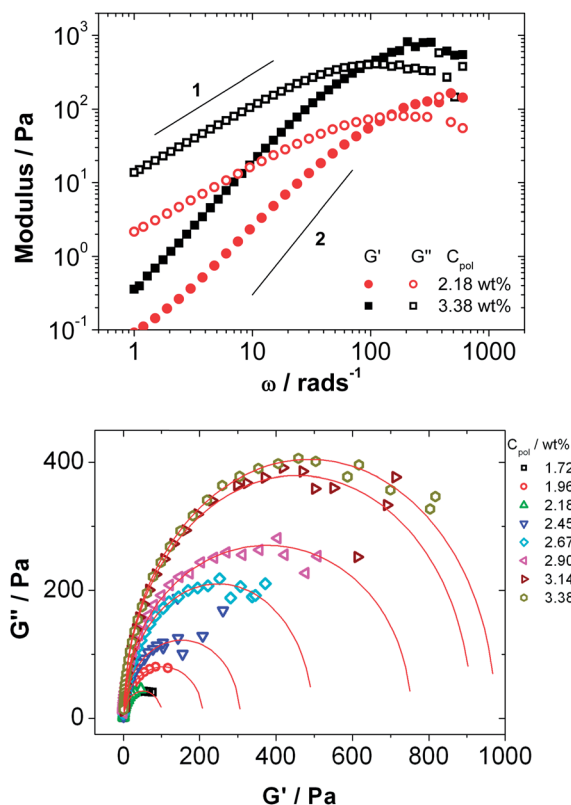 10³
10²
10¹
10⁰
10⁻¹
Modulus / Pa
1
2
G' G'' C_pol
2.18 wt%
3.38 wt%
1 10 100 1000
ω / rads⁻¹
400
200
0
G'' / Pa
C_pol / wt%
1.72
1.96
2.18
2.45
2.67
2.90
3.14
3.38
0 200 400 600 800 1000
G' / Pa